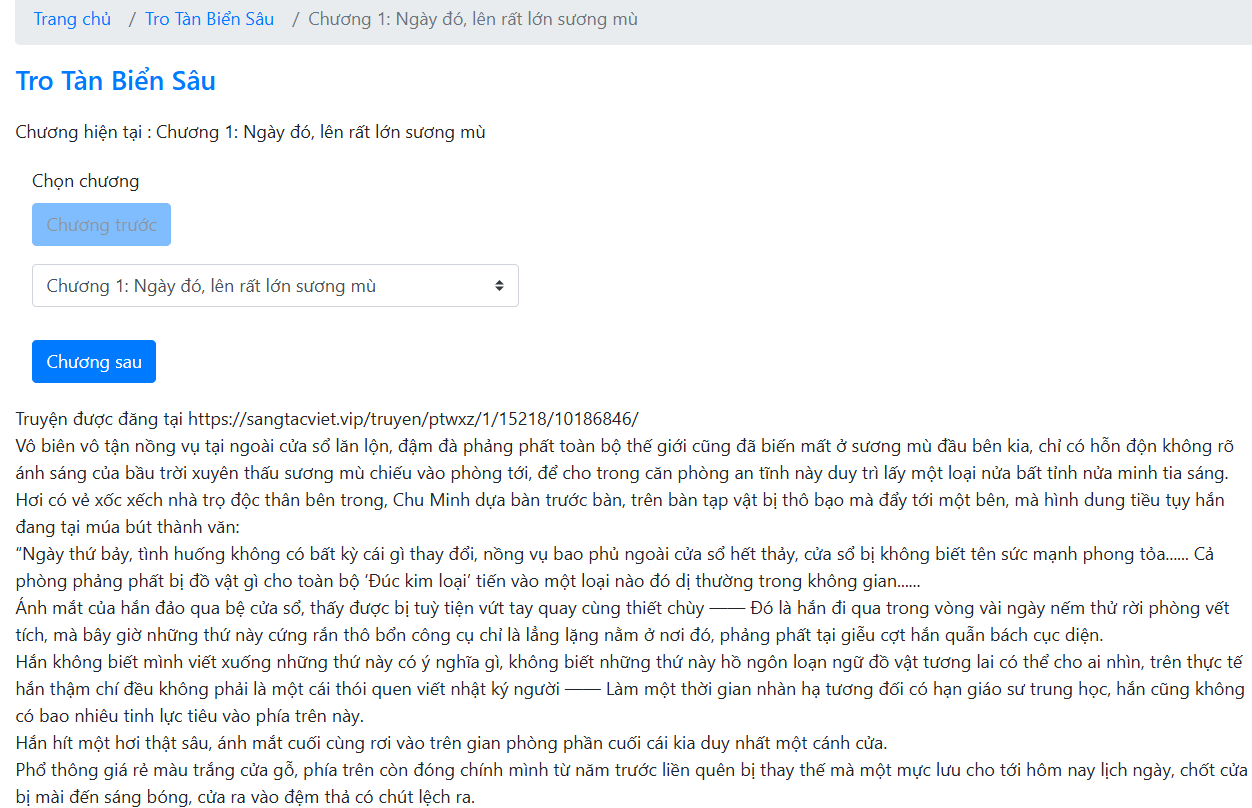 Trang chủ / Tro Tàn Biển Sâu / Chương 1: Ngày đó, lên rất lớn sương mù
Tro Tàn Biển Sâu
Chương hiện tại : Chương 1: Ngày đó, lên rất lớn sương mù
Chọn chương
Chương trước
Chương 1: Ngày đó, lên rất lớn sương mù
Chương sau
Truyện được đăng tại https://sangtacviet.vip/truyen/ptwxz/1/15218/10186846/
Vô biên vô tận nồng vụ tại ngoài cửa sổ lăn lộn, đậm đà phảng phất toàn bộ thế giới cũng đã biến mất ở sương mù đầu bên kia, chỉ có hỗn độn không rõ
ánh sáng của bầu trời xuyên thấu sương mù chiếu vào phòng tới, để cho trong căn phòng an tĩnh này duy trì lấy một loại nửa bất tỉnh nửa minh tia sáng.
Hơi có vẻ xốc xếch nhà trọ độc thân bên trong, Chu Minh dựa bàn trước bàn, trên bàn tạp vật bị thô bạo mà đẩy tới một bên, mà hình dung tiều tụy hắn
đang tại múa bút thành văn:
“Ngày thứ bảy, tình huống không có bất kỳ cái gì thay đổi, nồng vụ bao phủ ngoài cửa sổ hết thảy, cửa sổ bị không biết tên sức mạnh phong tỏa...... Cả
phòng phảng phất bị đồ vật gì cho toàn bộ ‘Đúc kim loại’ tiến vào một loại nào đó dị thường trong không gian......
Ánh mắt của hắn đảo qua bệ cửa sổ, thấy được bị tuỳ tiện vứt tay quay cùng thiết chùy —— Đó là hắn đi qua trong vòng vài ngày nếm thử rời phòng vết
tích, mà bây giờ những thứ này cứng rắn thô bổn công cụ chỉ là lẳng lặng nằm ở nơi đó, phảng phất tại giễu cợt hắn quẫn bách cục diện.
Hắn không biết mình viết xuống những thứ này có ý nghĩa gì, không biết những thứ này hồ ngôn loạn ngữ đồ vật tương lai có thể cho ai nhìn, trên thực tế
hắn thậm chí đều không phải là một cái thói quen viết nhật ký người —— Làm một thời gian nhàn hạ tương đối có hạn giáo sư trung học, hắn cũng không
có bao nhiêu tinh lực tiêu vào phía trên này.
Hắn hít một hơi thật sâu, ánh mắt cuối cùng rơi vào trên gian phòng phần cuối cái kia duy nhất một cánh cửa.
Phổ thông giá rẻ màu trắng cửa gỗ, phía trên còn đóng chính mình từ năm trước liền quên bị thay thế mà một mực lưu cho tới hôm nay lịch ngày, chốt cửa
bị mài đến sáng bóng, cửa ra vào đệm thả có chút lệch ra.